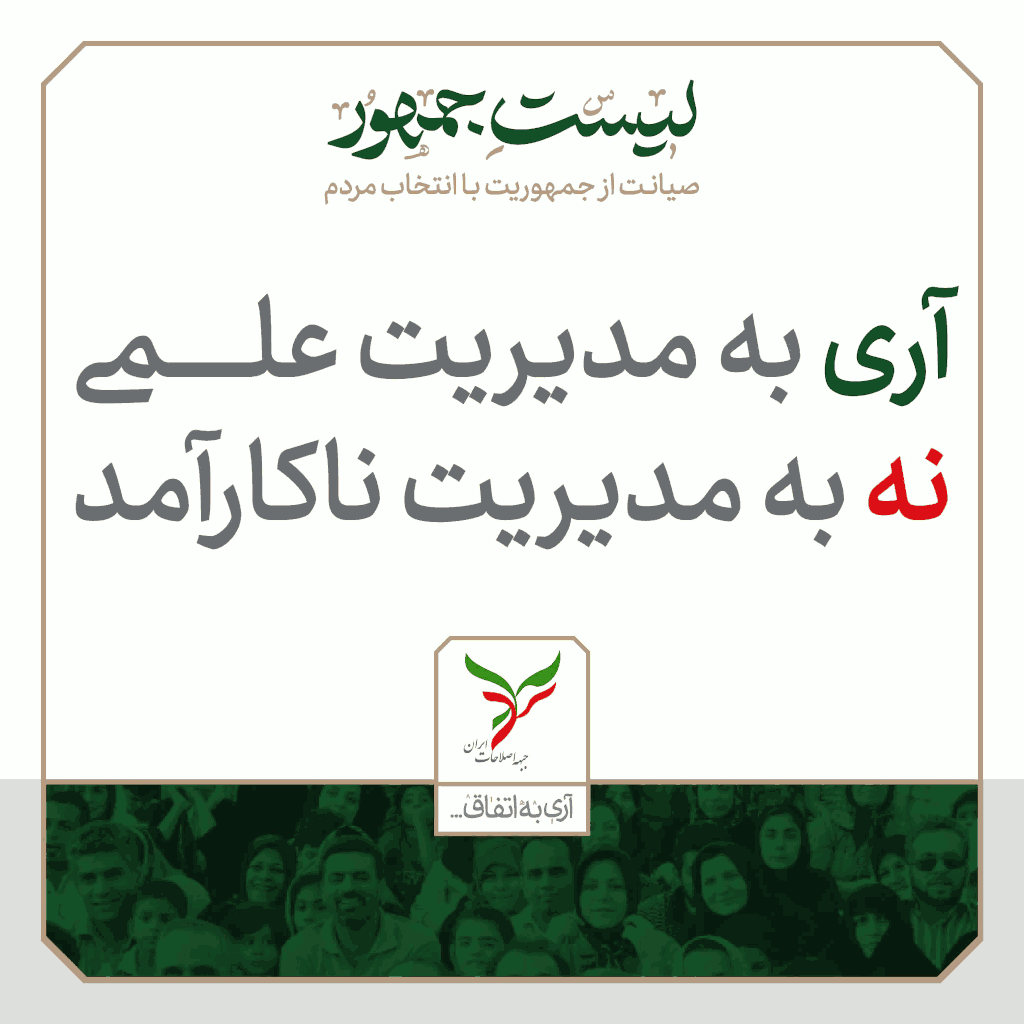 لیستِ جمهور
صیانت از جمهوریت با انتخاب مردم
آری به مدیریت علـــمی
نه به مدیریت ناکارآمد
جبهه اصلاحات ایران
آری به اتفاق...